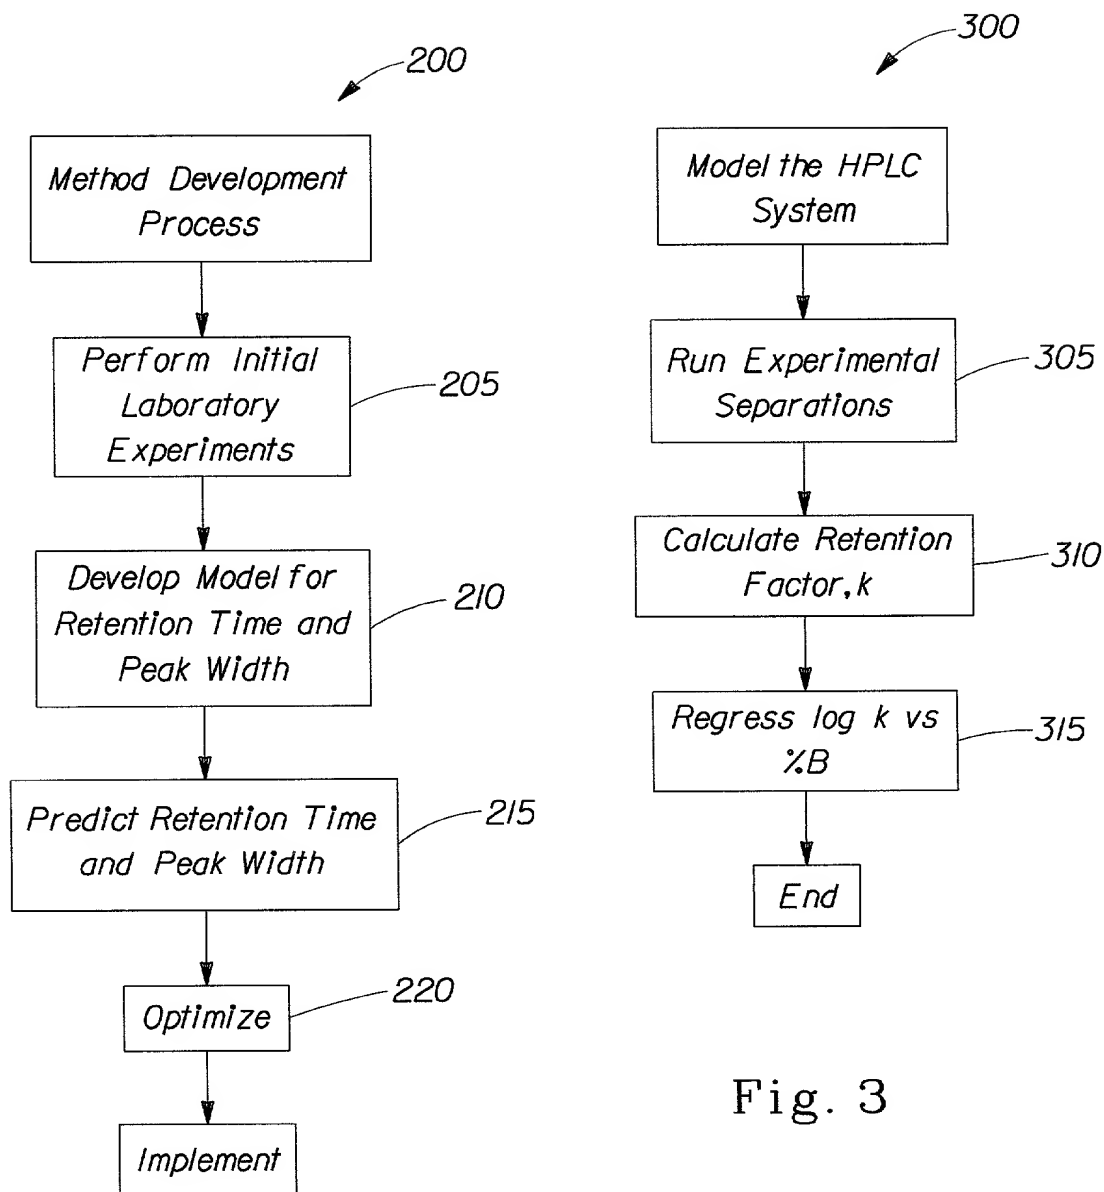 200
Method Development
Process
Perform Initial
Laboratory
Experiments
205
Develop Model for
Retention Time and
Peak Width
210
Predict Retention Time
and Peak Width
215
Optimize
220
Implement
300
Model the HPLC
System
Run Experimental
Separations
305
Calculate Retention
Factor, k
310
Regress log k vs
%B
315
End
Fig. 3